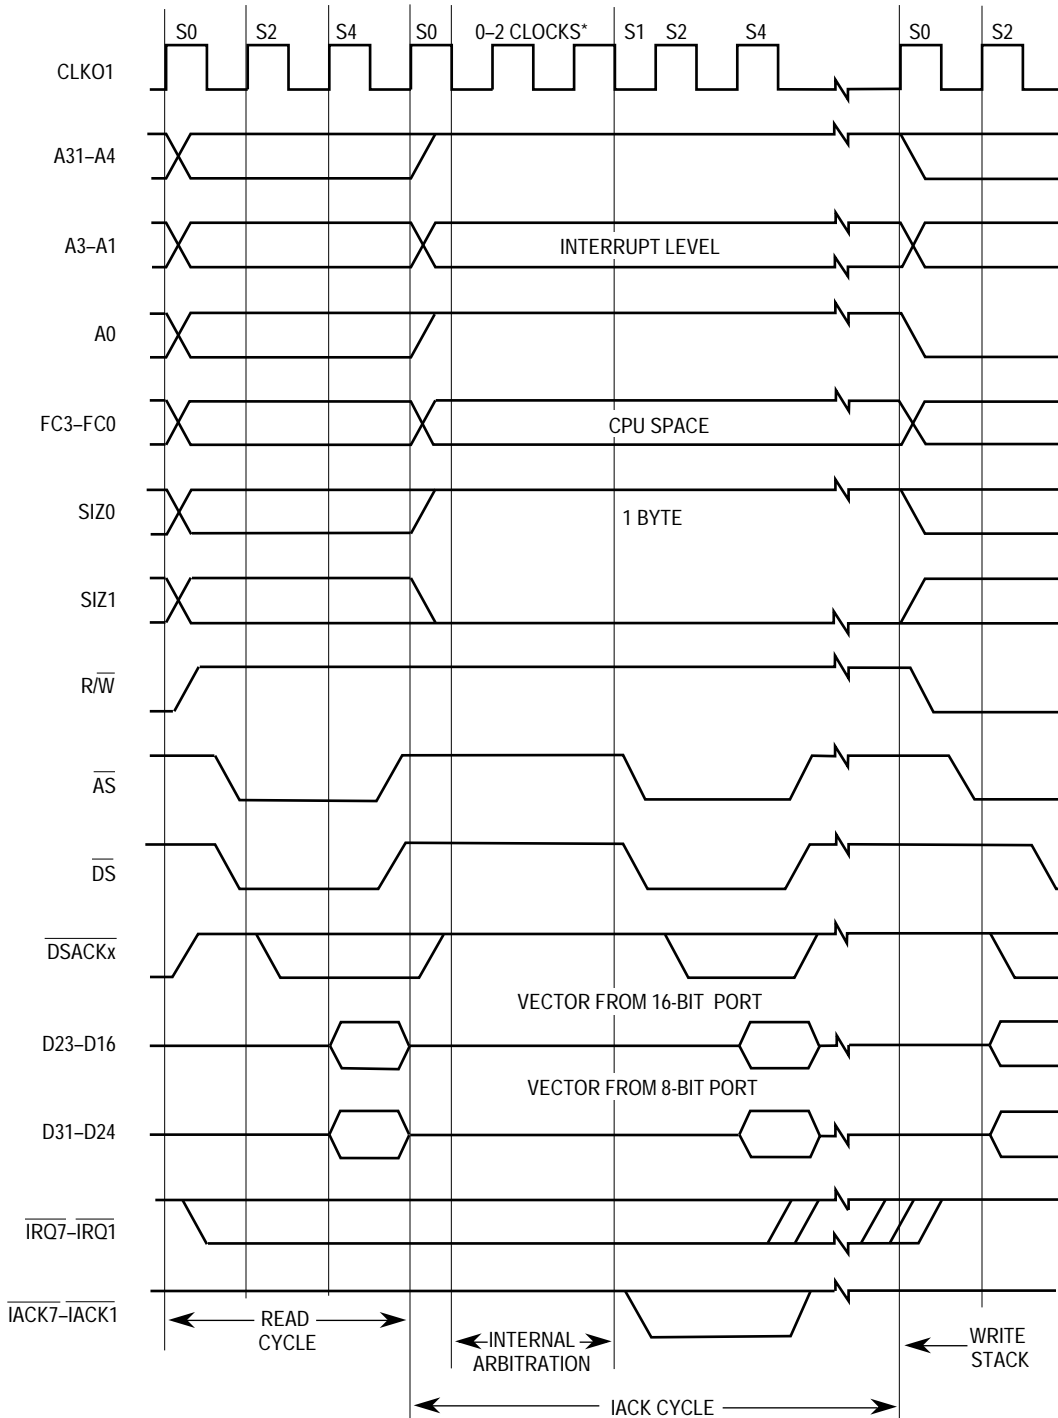 S0 S2 S4 S0 0–2 CLOCKS* S1 S2 S4 S0 S2
CLKO1
A31–A4
A3–A1 INTERRUPT LEVEL
A0
FC3–FC0 CPU SPACE
SIZ0 1 BYTE
SIZ1
R/W
AS
DS
DSACKx
VECTOR FROM 16-BIT PORT
D23–D16
VECTOR FROM 8-BIT PORT
D31–D24
IRQ7–IRQ1
IACK7–IACK1
READ
CYCLE
INTERNAL
ARBITRATION
WRITE
STACK
IACK CYCLE